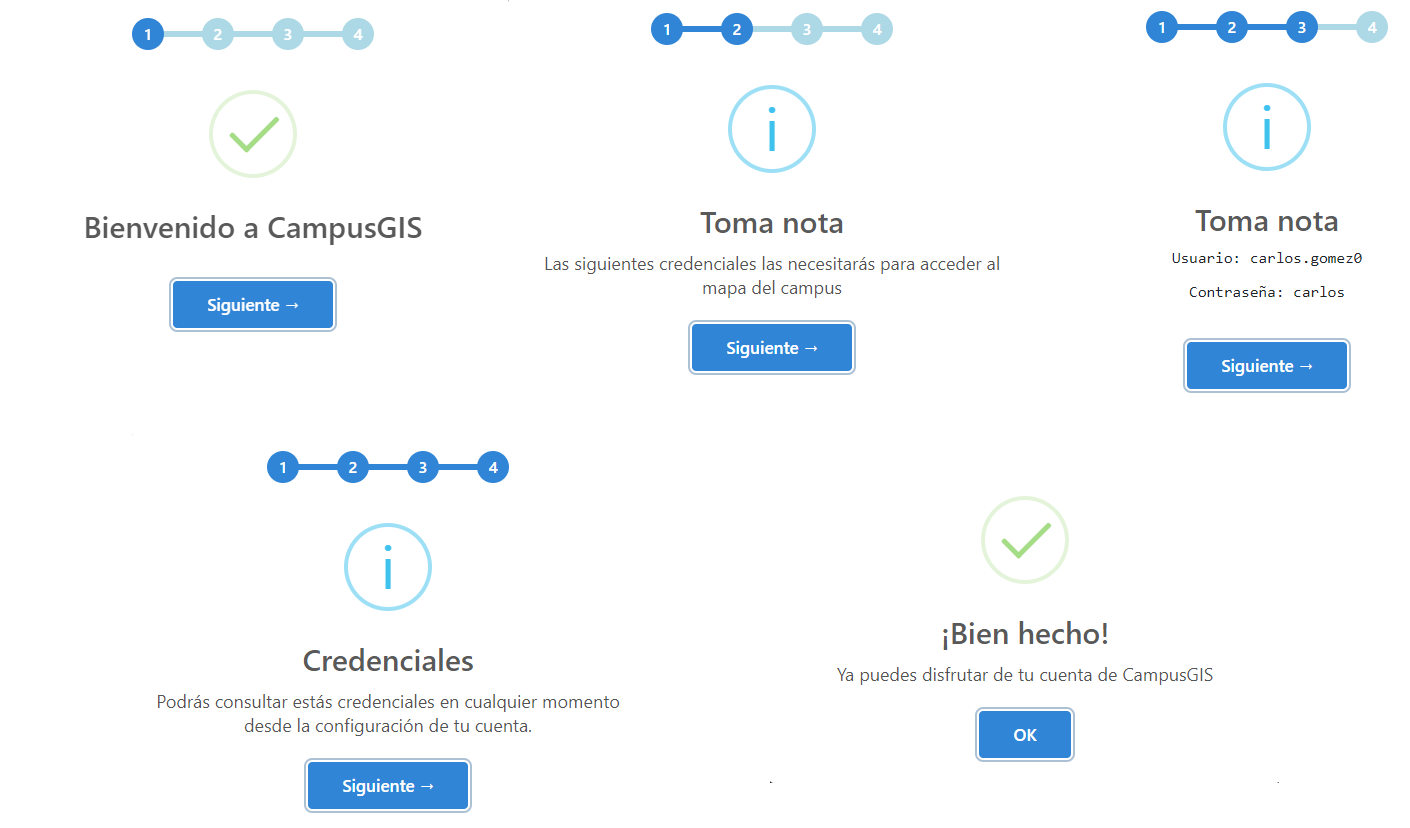 1 2 3 4
Bienvenido a CampusGIS
Siguiente →
1 2 3 4
i
Toma nota
Las siguientes credenciales las necesitarás para acceder al
mapa del campus
Siguiente →
1 2 3 4
i
Toma nota
Usuario: carlos.gomez0
Contraseña: carlos
Siguiente →
1 2 3 4
i
Credenciales
Podrás consultar estás credenciales en cualquier momento
desde la configuración de tu cuenta.
Siguiente →
¡Bien hecho!
Ya puedes disfrutar de tu cuenta de CampusGIS
OK